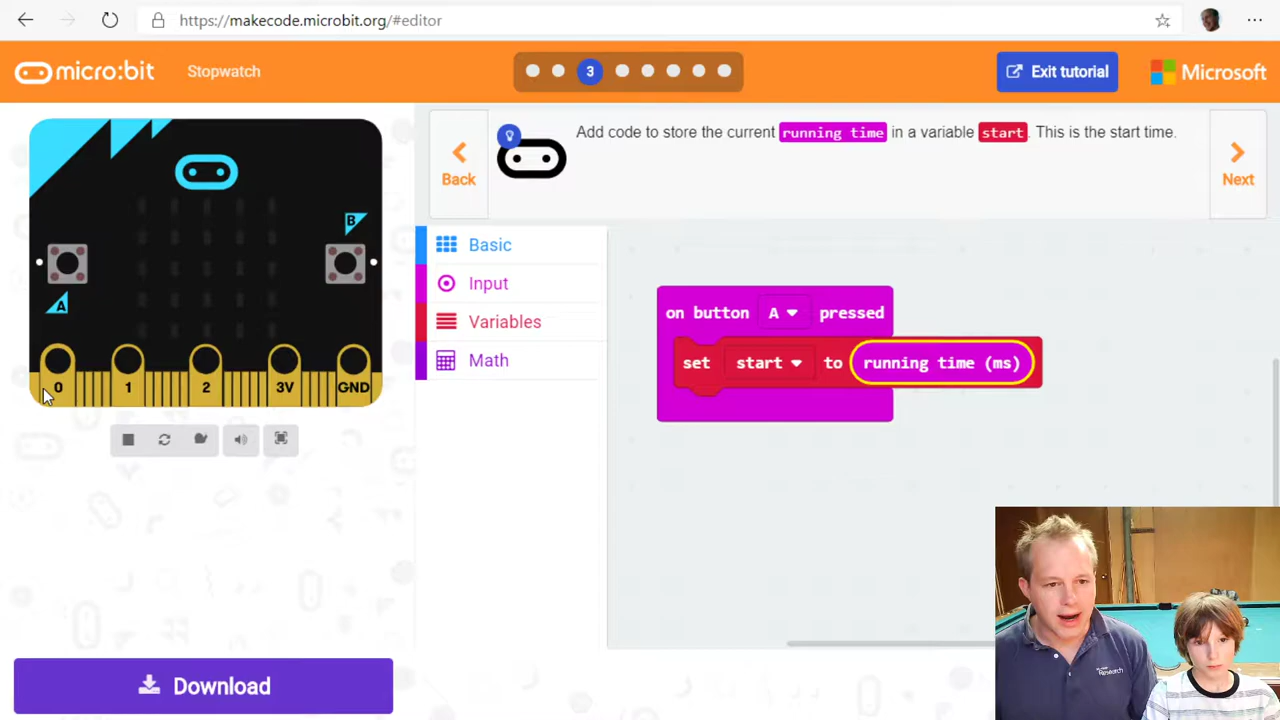 https://makecode.microbit.org/#editor
micro:bit
Stopwatch
3
Exit tutorial
Microsoft
Back
Add code to store the current running time in a variable start. This is the start time.
Next
B
A
0 1 2 3V GND
Basic
Input
Variables
Math
on button A pressed
set start to running time (ms)
Download
Research